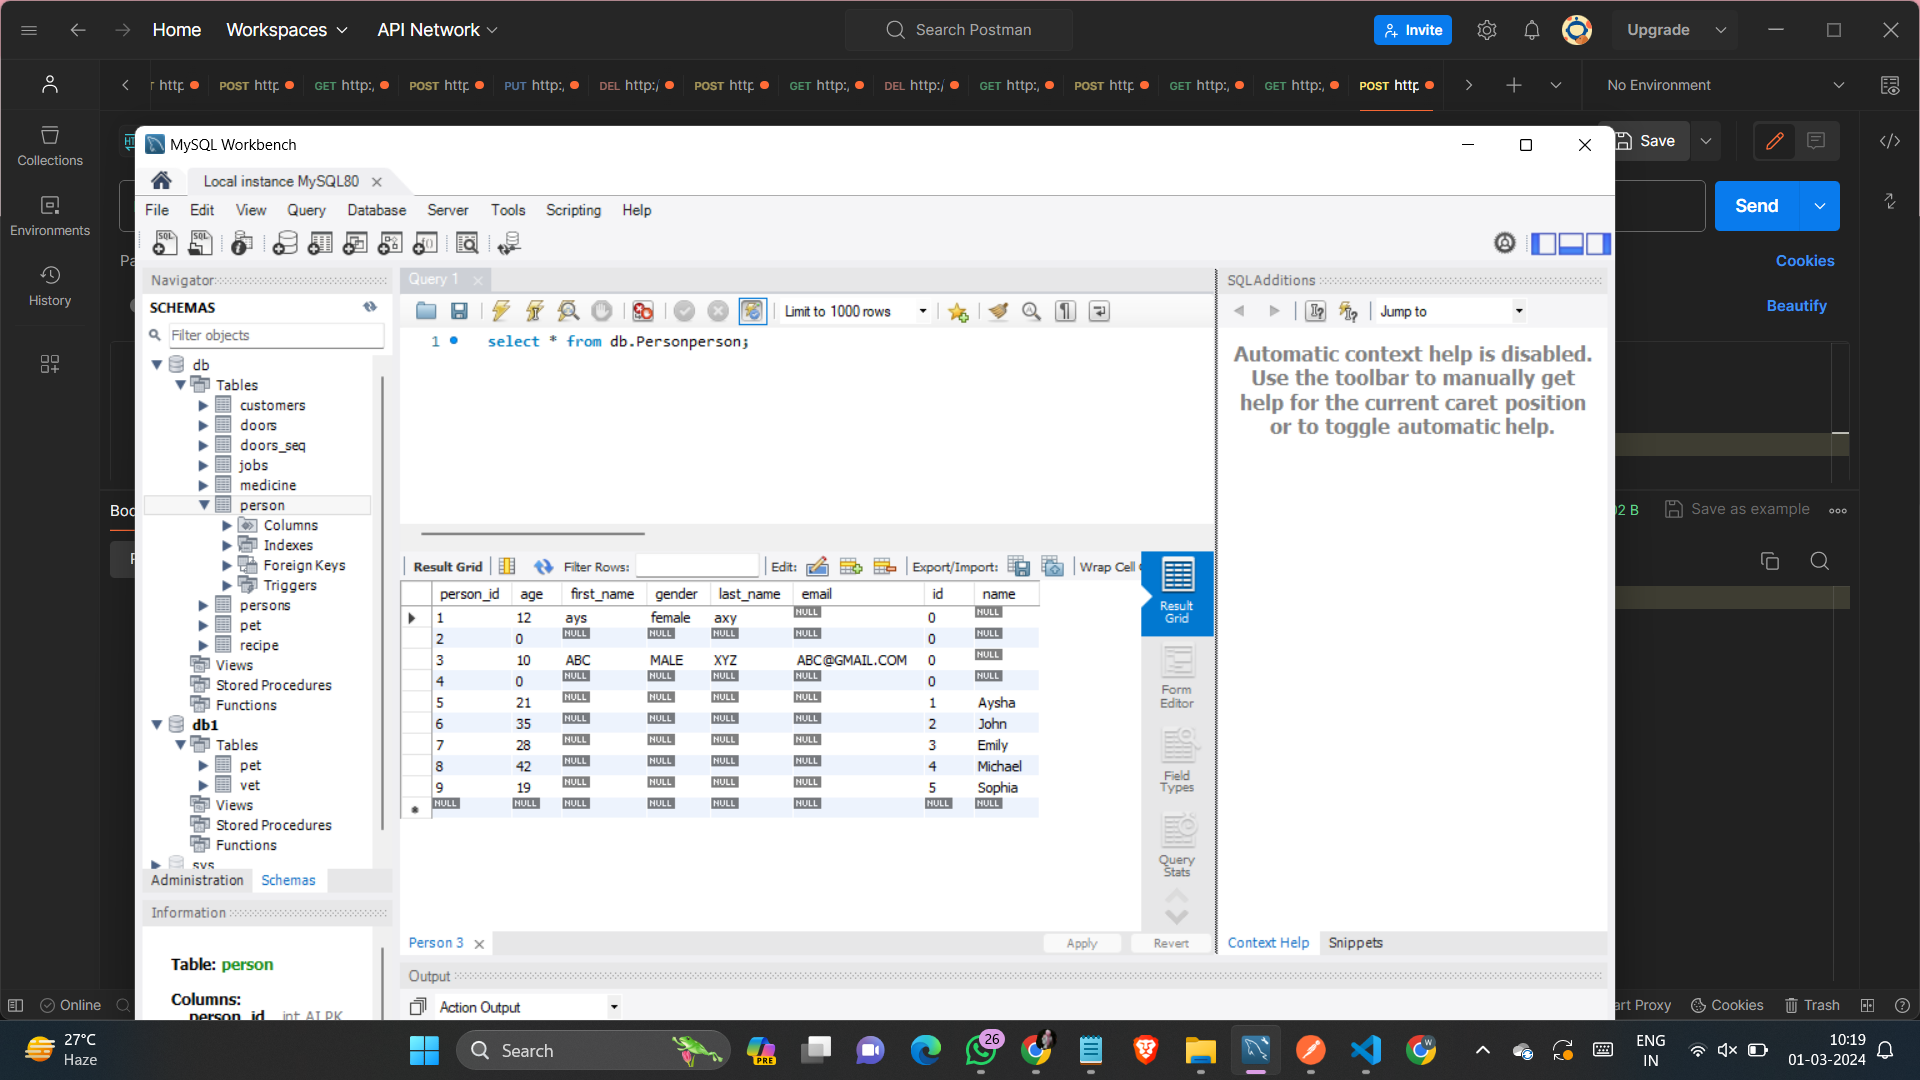 Home
Workspaces
API Network
Search Postman
Invite
Upgrade
http
POST http
GET http:/
POST http
PUT http:/
DEL http:/
POST http
GET http:/
DEL http:/
GET http:/
POST http
GET http:/
GET http:/
POST http
No Environment
Collections
Environments
History
Save
Send
Cookies
Beautify
MySQL Workbench
Local instance MySQL80
File Edit View Query Database Server Tools Scripting Help
Navigator
SCHEMAS
Filter objects
db
Tables
customers
doors
doors_seq
jobs
medicine
person
Columns
Indexes
Foreign Keys
Triggers
persons
pet
recipe
Views
Stored Procedures
Functions
db1
Tables
pet
vet
Views
Stored Procedures
Functions
sys
Administration Schemas
Information
Table: person
Columns:
person_id int AI PK
Query 1
Limit to 1000 rows
1 select * from db.Personperson;
Result Grid Filter Rows: Edit: Export/Import: Wrap Cell
person_id age first_name gender last_name email id name
1 12 ays female axy NULL 0 NULL
2 0 NULL NULL NULL NULL 0
3 10 ABC MALE XYZ ABC@GMAIL.COM 0 NULL
4 0 NULL NULL NULL NULL 0 NULL
5 21 NULL NULL NULL NULL 1 Aysha
6 35 NULL NULL NULL NULL 2 John
7 28 NULL NULL NULL NULL 3 Emily
8 42 NULL NULL NULL NULL 4 Michael
9 19 NULL NULL NULL NULL 5 Sophia
NULL NULL NULL NULL NULL NULL NULL NULL
Result Grid
Form Editor
Field Types
Query Stats
Person 3
Apply
Revert
Output
Action Output
SQLAdditions
Jump to
Automatic context help is disabled.
Use the toolbar to manually get
help for the current caret position
or to toggle automatic help.
Context Help Snippets
Save as example
Online
Cookies
Trash
27°C
Haze
Search
PRE
26
W
ENG
IN
10:19
01-03-2024